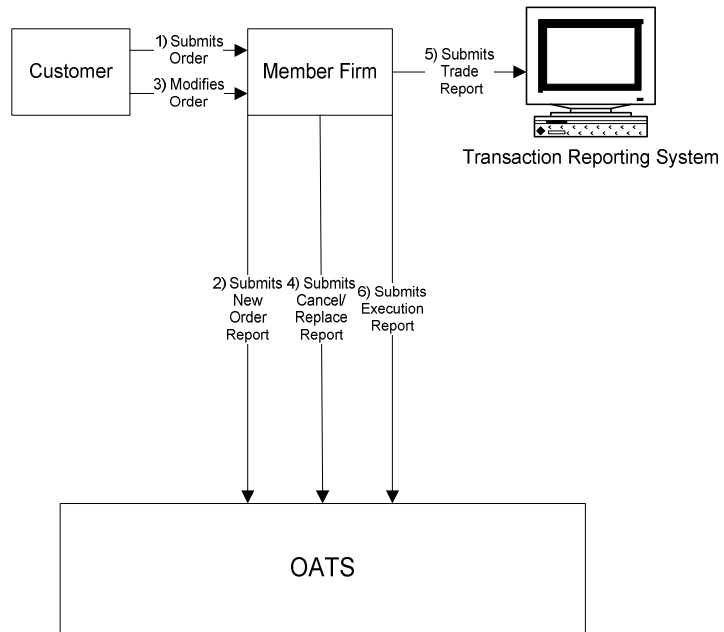 Customer
1) Submits
Order
3) Modifies
Order
Member Firm
5) Submits
Trade
Report
Transaction Reporting System
2) Submits
New
Order
Report
4) Submits
Cancel/
Replace
Report
6) Submits
Execution
Report
OATS